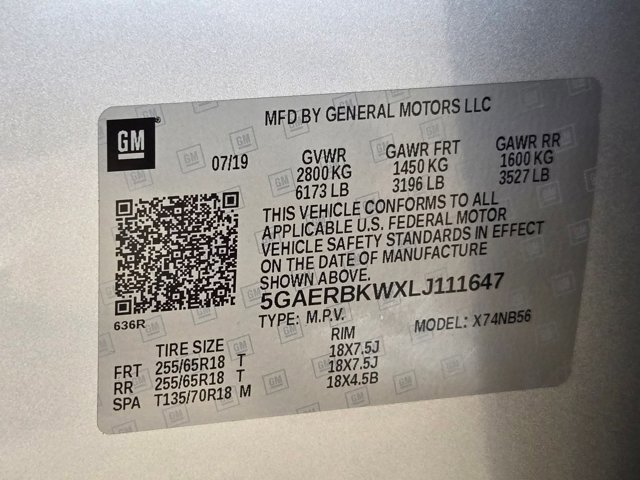 MFD BY GENERAL MOTORS LLC
GM
07/19
GVWR
2800 KG
6173 LB
GAWR FRT
1450 KG
3196 LB
GAWR RR
1600 KG
3527 LB
THIS VEHICLE CONFORMS TO ALL
APPLICABLE U.S. FEDERAL MOTOR
VEHICLE SAFETY STANDARDS IN EFFECT
ON THE DATE OF MANUFACTURE
SHOWN ABOVE.
5GAERBKWXLJ111647
636R
TYPE: M.P.V.
MODEL: X74NB56
TIRE SIZE RIM
FRT 255/65R18 T 18X7.5J
RR 255/65R18 T 18X7.5J
SPA T135/70R18 M 18X4.5B